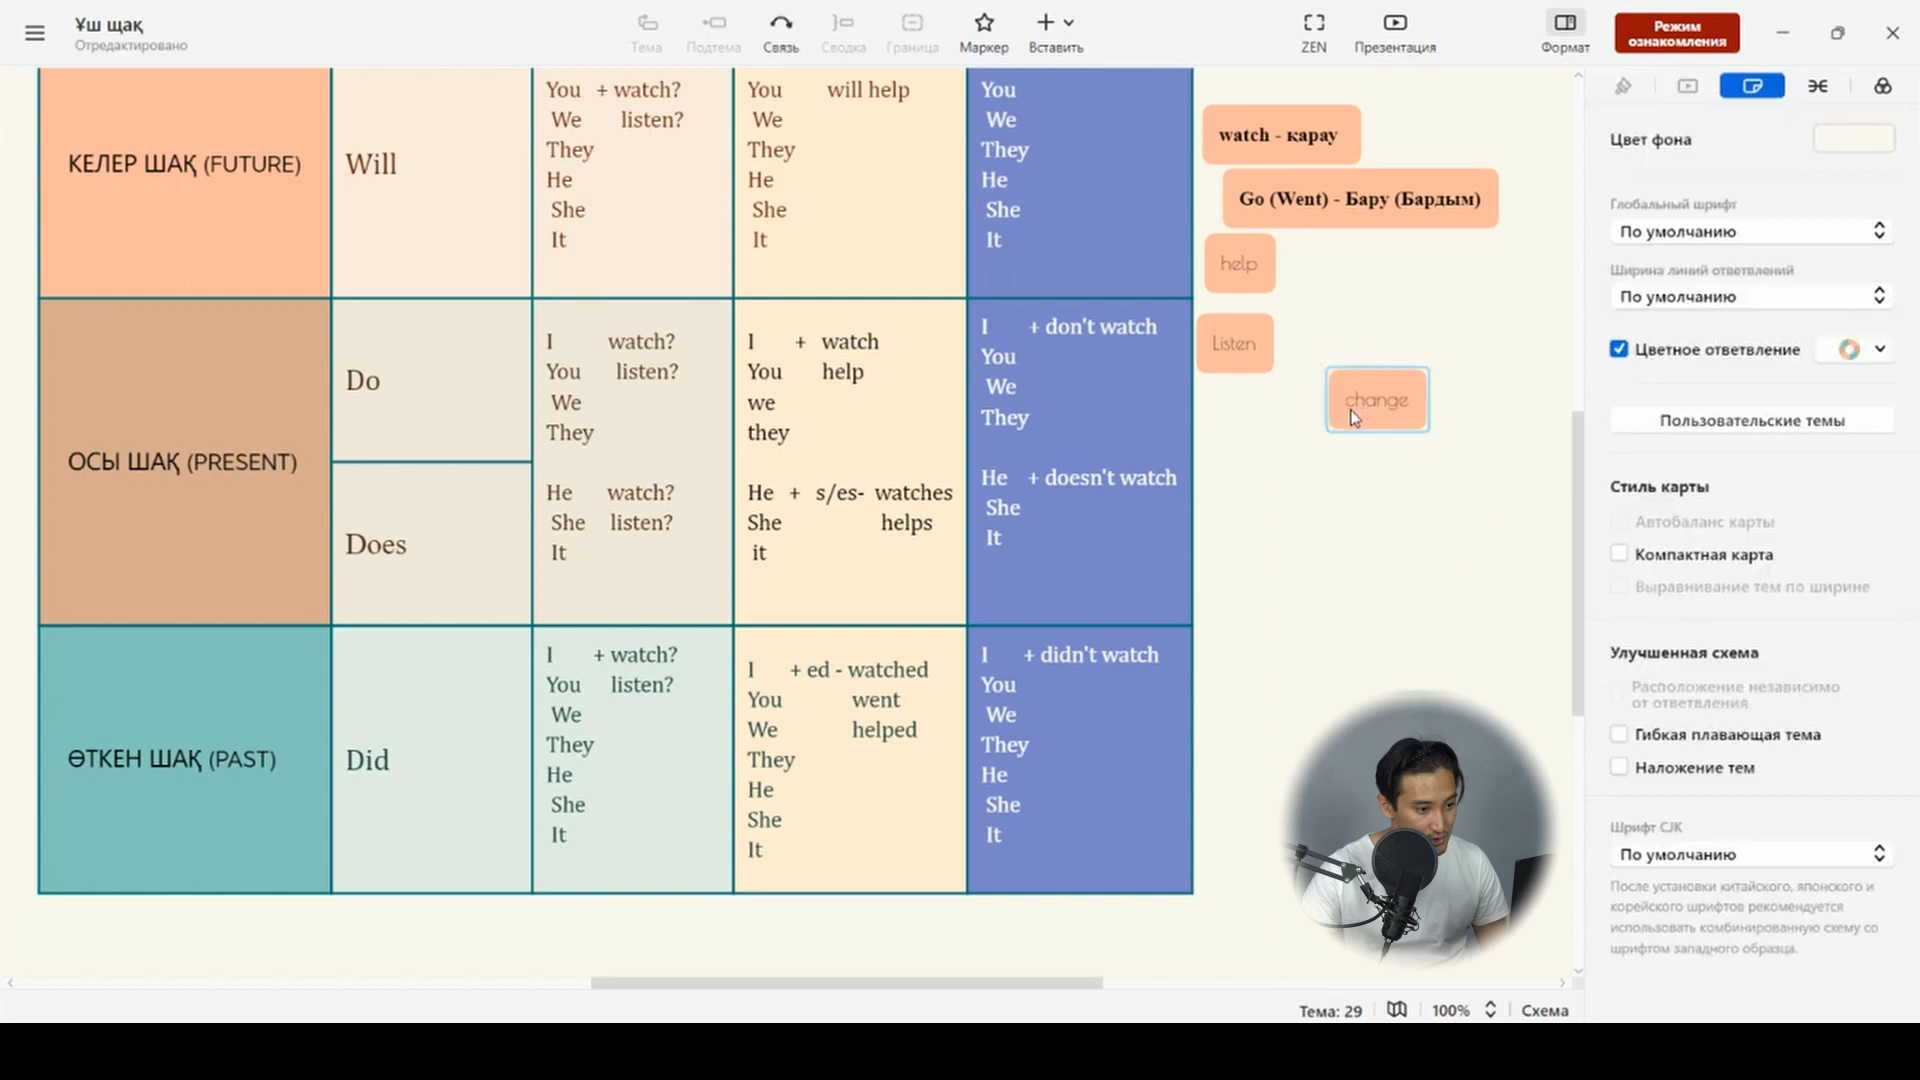 Ұш щақ
Отредактировано
Тема
Подтема
Связь
Сводка
Граница
Маркер
Вставить
ZEN
Презентация
Формат
Режим
ознакомления
КЕЛЕР ШАҚ (FUTURE)
Will
You + watch?
We listen?
They
He
She
It
You will help
We
They
He
She
It
You
We
They
He
She
It
ОСЫ ШАҚ (PRESENT)
Do
Does
I watch?
You listen?
We
They
He watch?
She listen?
It
I + watch
You help
we
they
He + s/es- watches
She helps
it
I + don't watch
You
We
They
He + doesn't watch
She
It
ӨТКЕН ШАҚ (PAST)
Did
I + watch?
You listen?
We
They
He
She
It
I + ed - watched
You went
We helped
They
He
She
It
I + didn't watch
You
We
They
He
She
It
watch - қарау
Go (Went) - Бару (Бардым)
help
Listen
change
Цвет фона
Глобальный шрифт
По умолчанию
Ширина линий ответвлений
По умолчанию
Цветное ответвление
Пользовательские темы
Стиль карты
Автобаланс карты
Компактная карта
Выравнивание тем по ширине
Улучшенная схема
Расположение независимо
от ответвления
Гибкая плавающая тема
Наложение тем
Шрифт CJK
По умолчанию
После установки китайского, японского и
корейского шрифтов рекомендуется
использовать комбинированную схему со
шрифтом западного образца.
Тема: 29
100%
Схема